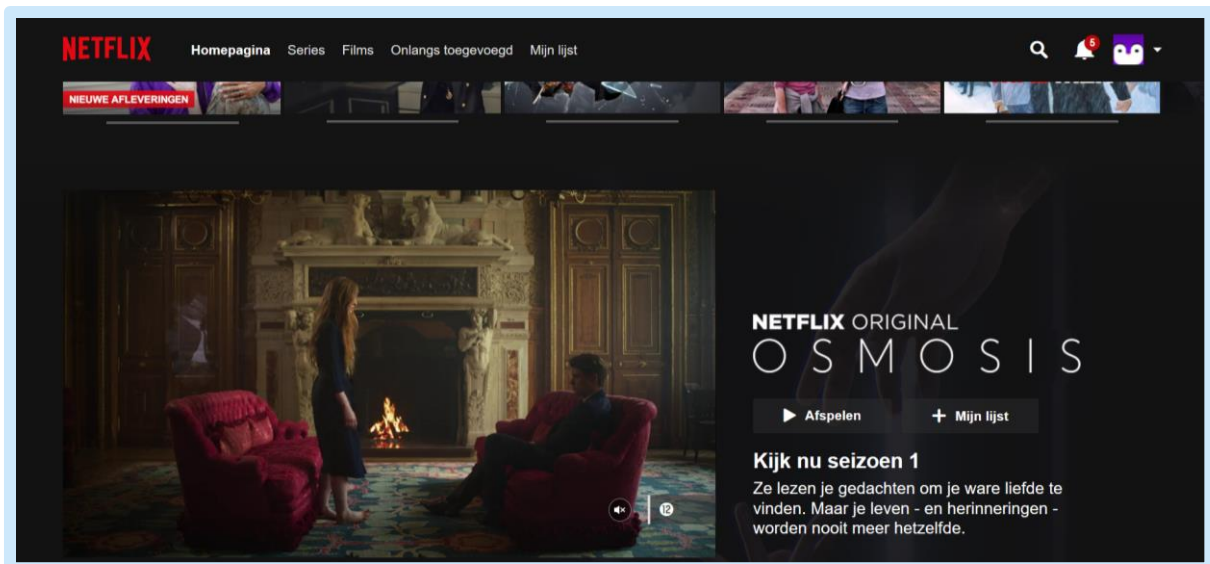 NETFLIX Homepagina Series Films Onlangs toegevoegd Mijn lijst 5
NIEUWE AFLEVERINGEN
NETFLIX ORIGINAL
OSMOSIS
Afspelen + Mijn lijst
Kijk nu seizoen 1
Ze lezen je gedachten om je ware liefde te
vinden. Maar je leven - en herinneringen -
worden nooit meer hetzelfde.
12